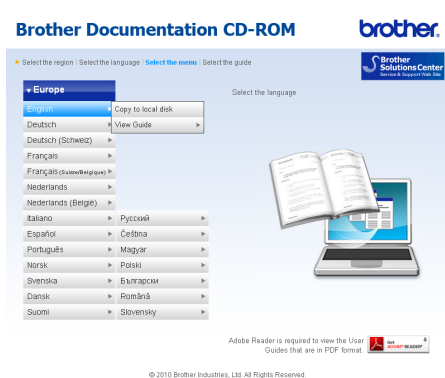 Brother Documentation CD-ROM
brother
Select the region | Select the language | Select the menu | Select the guide
Brother
Solutions Center
Service & Support Web Site
Europe
Select the language
English
Copy to local disk
Deutsch
View Guide
Deutsch (Schweiz)
Français
Français (Suisse/Belgique)
Nederlands
Nederlands (België)
Italiano
Русский
Español
Čeština
Português
Magyar
Norsk
Polski
Svenska
Български
Dansk
Română
Suomi
Slovensky
Adobe Reader is required to view the User
Guides that are in PDF format.
Get
ADOBE® READER®
© 2010 Brother Industries, Ltd. All Rights Reserved.